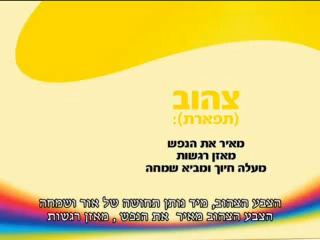 צהוב
(תפארת):
מאיר את הנפש
מאזן רגשות
מעלה חיוך ומביא שמחה
הצבע הצהוב, מיד נותן תחושה של אור ושמחה
הצבע הצהוב מאיר את הנפש , מאזן רגשות